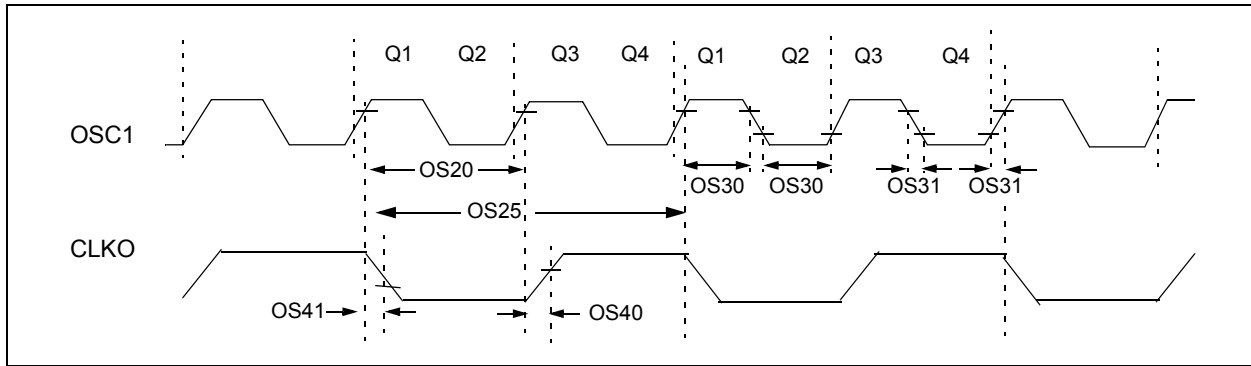 Q1 Q2 Q3 Q4 Q1 Q2 Q3 Q4
OSC1
OS20 OS30 OS30 OS31 OS31
OS25
CLKO
OS41 OS40